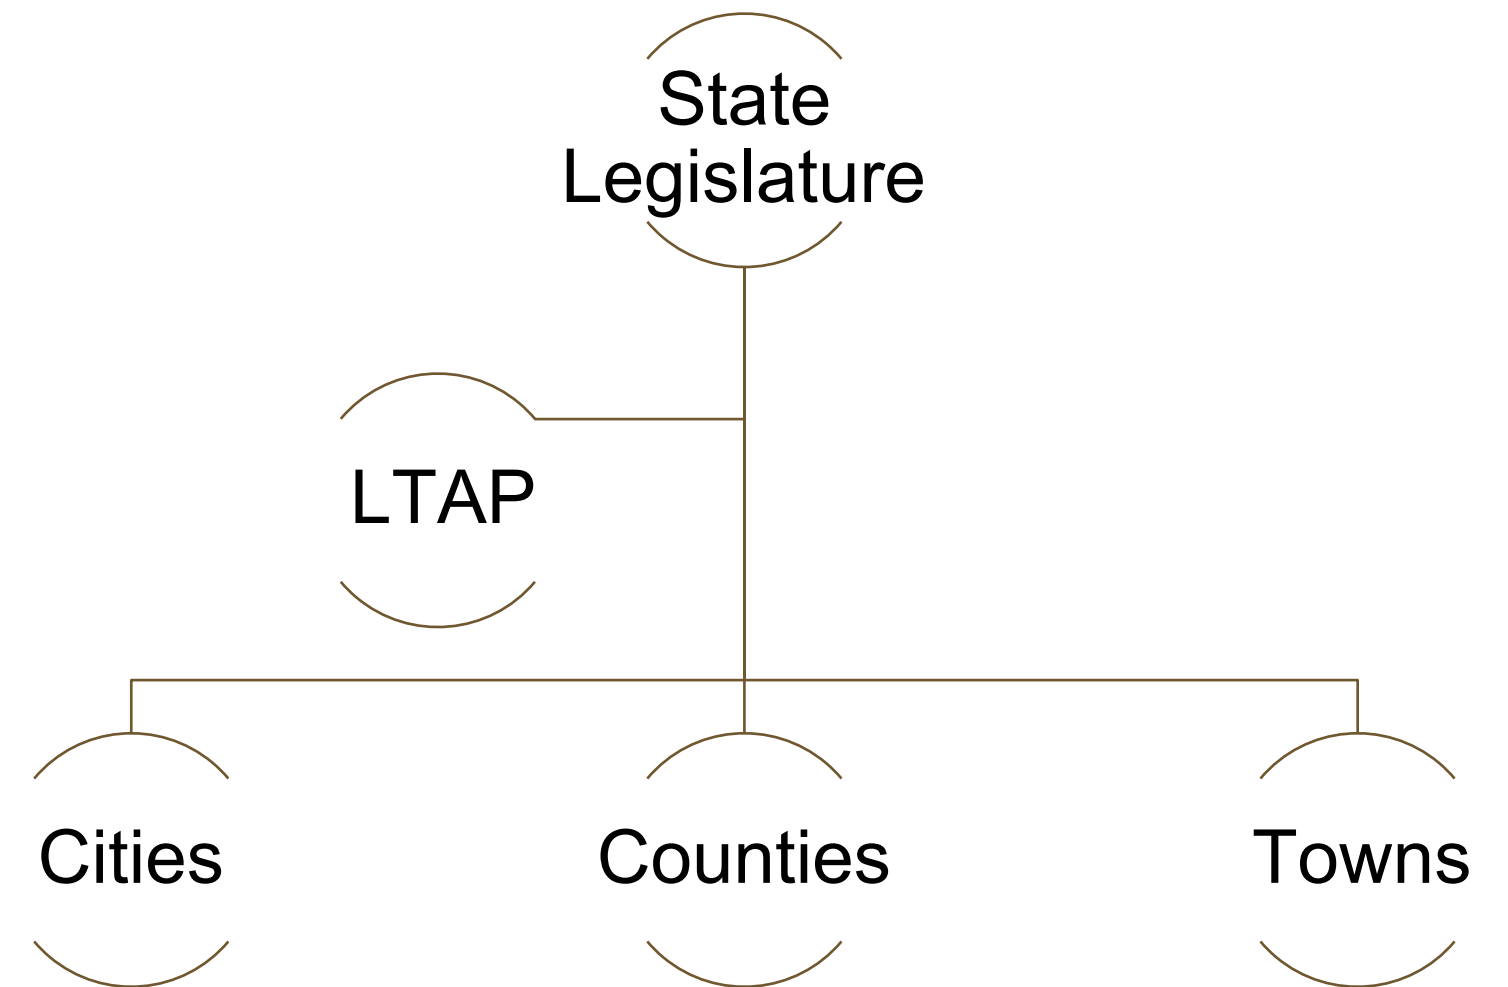 State
Legislature
LTAP
Cities
Counties
Towns